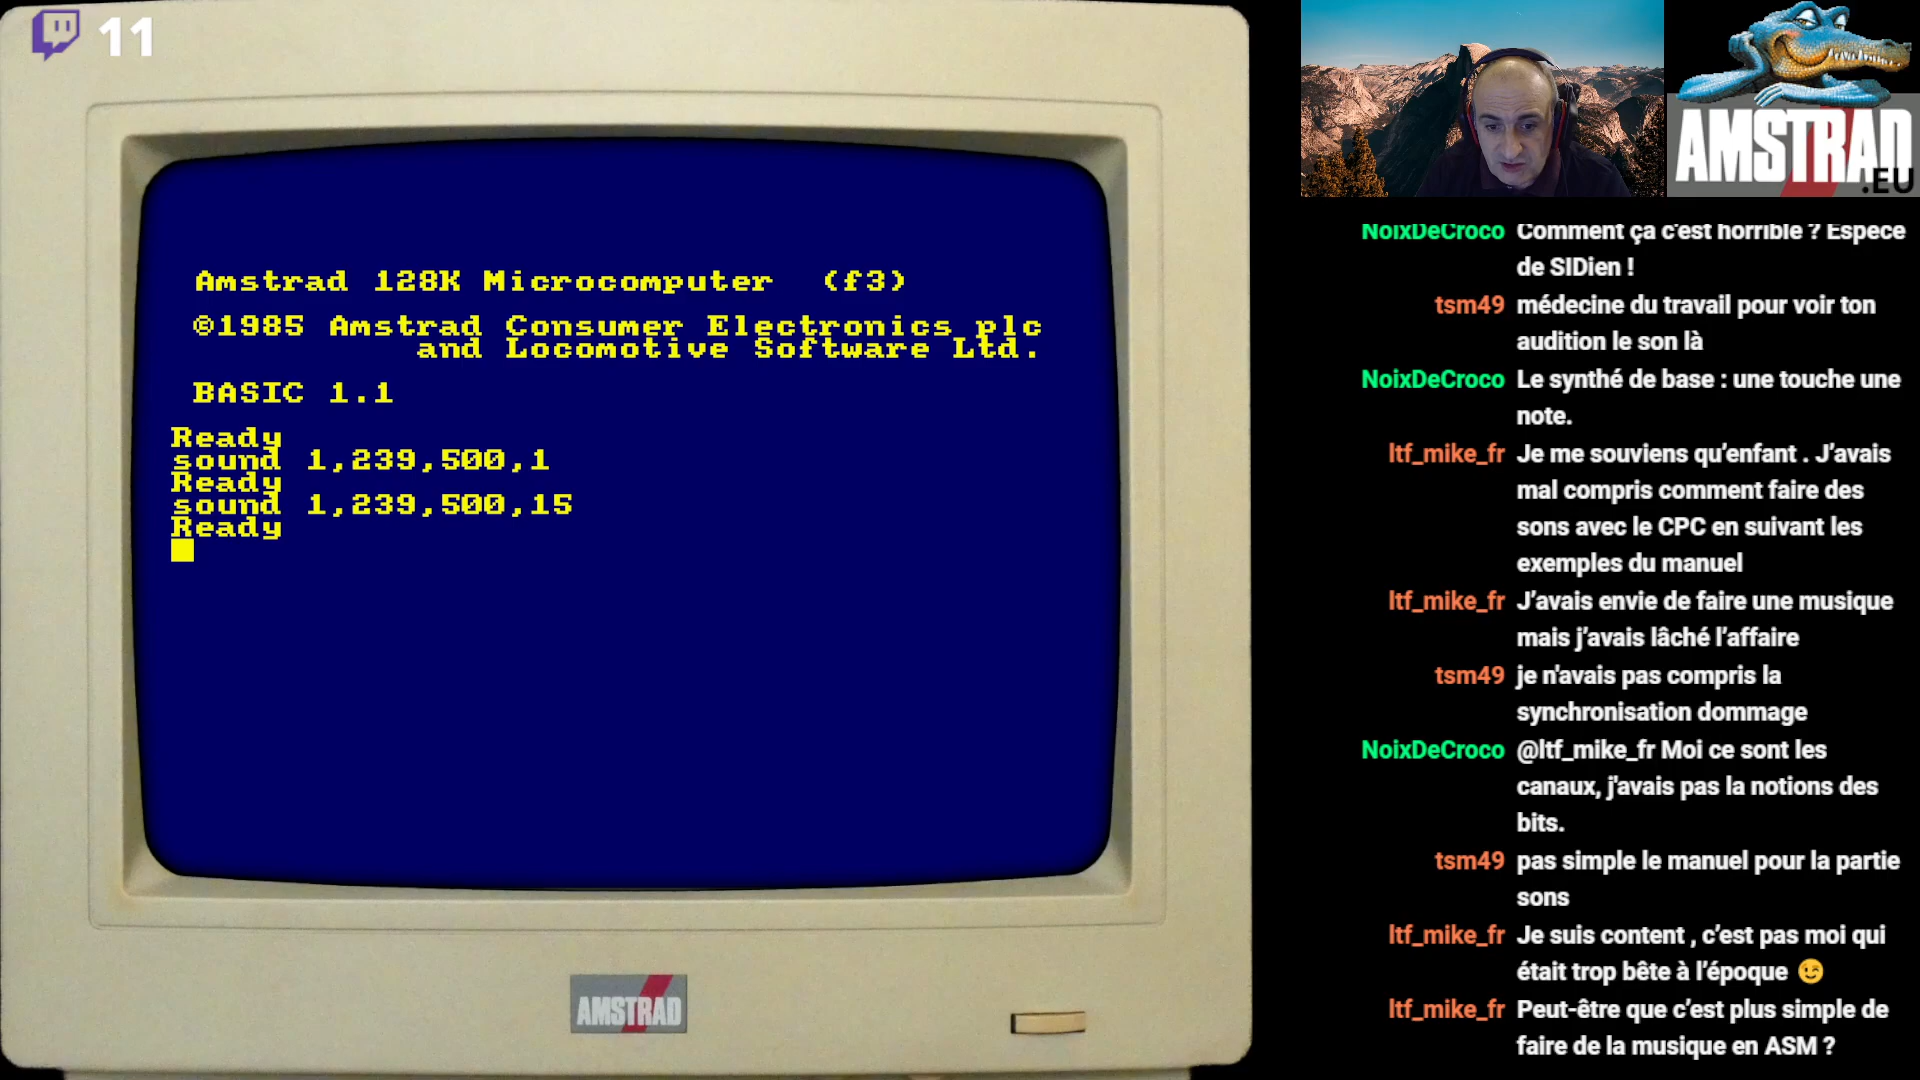 11
Amstrad 128K Microcomputer (f3)
©1985 Amstrad Consumer Electronics plc
and Locomotive Software Ltd.
BASIC 1.1
Ready
sound 1,239,500,1
Ready
sound 1,239,500,15
Ready
AMSTRAD
AMSTRAD
.EU
NoixDeCroco Comment ça c'est horrible ? Espece
de SIDien !
tsm49 médecine du travail pour voir ton
audition le son là
NoixDeCroco Le synthé de base : une touche une
note.
ltf_mike_fr Je me souviens qu’enfant . J’avais
mal compris comment faire des
sons avec le CPC en suivant les
exemples du manuel
ltf_mike_fr J’avais envie de faire une musique
mais j’avais lâché l’affaire
tsm49 je n'avais pas compris la
synchronisation dommage
NoixDeCroco @ltf_mike_fr Moi ce sont les
canaux, j'avais pas la notions des
bits.
tsm49 pas simple le manuel pour la partie
sons
ltf_mike_fr Je suis content , c’est pas moi qui
était trop bête à l’époque 😉
ltf_mike_fr Peut-être que c’est plus simple de
faire de la musique en ASM ?